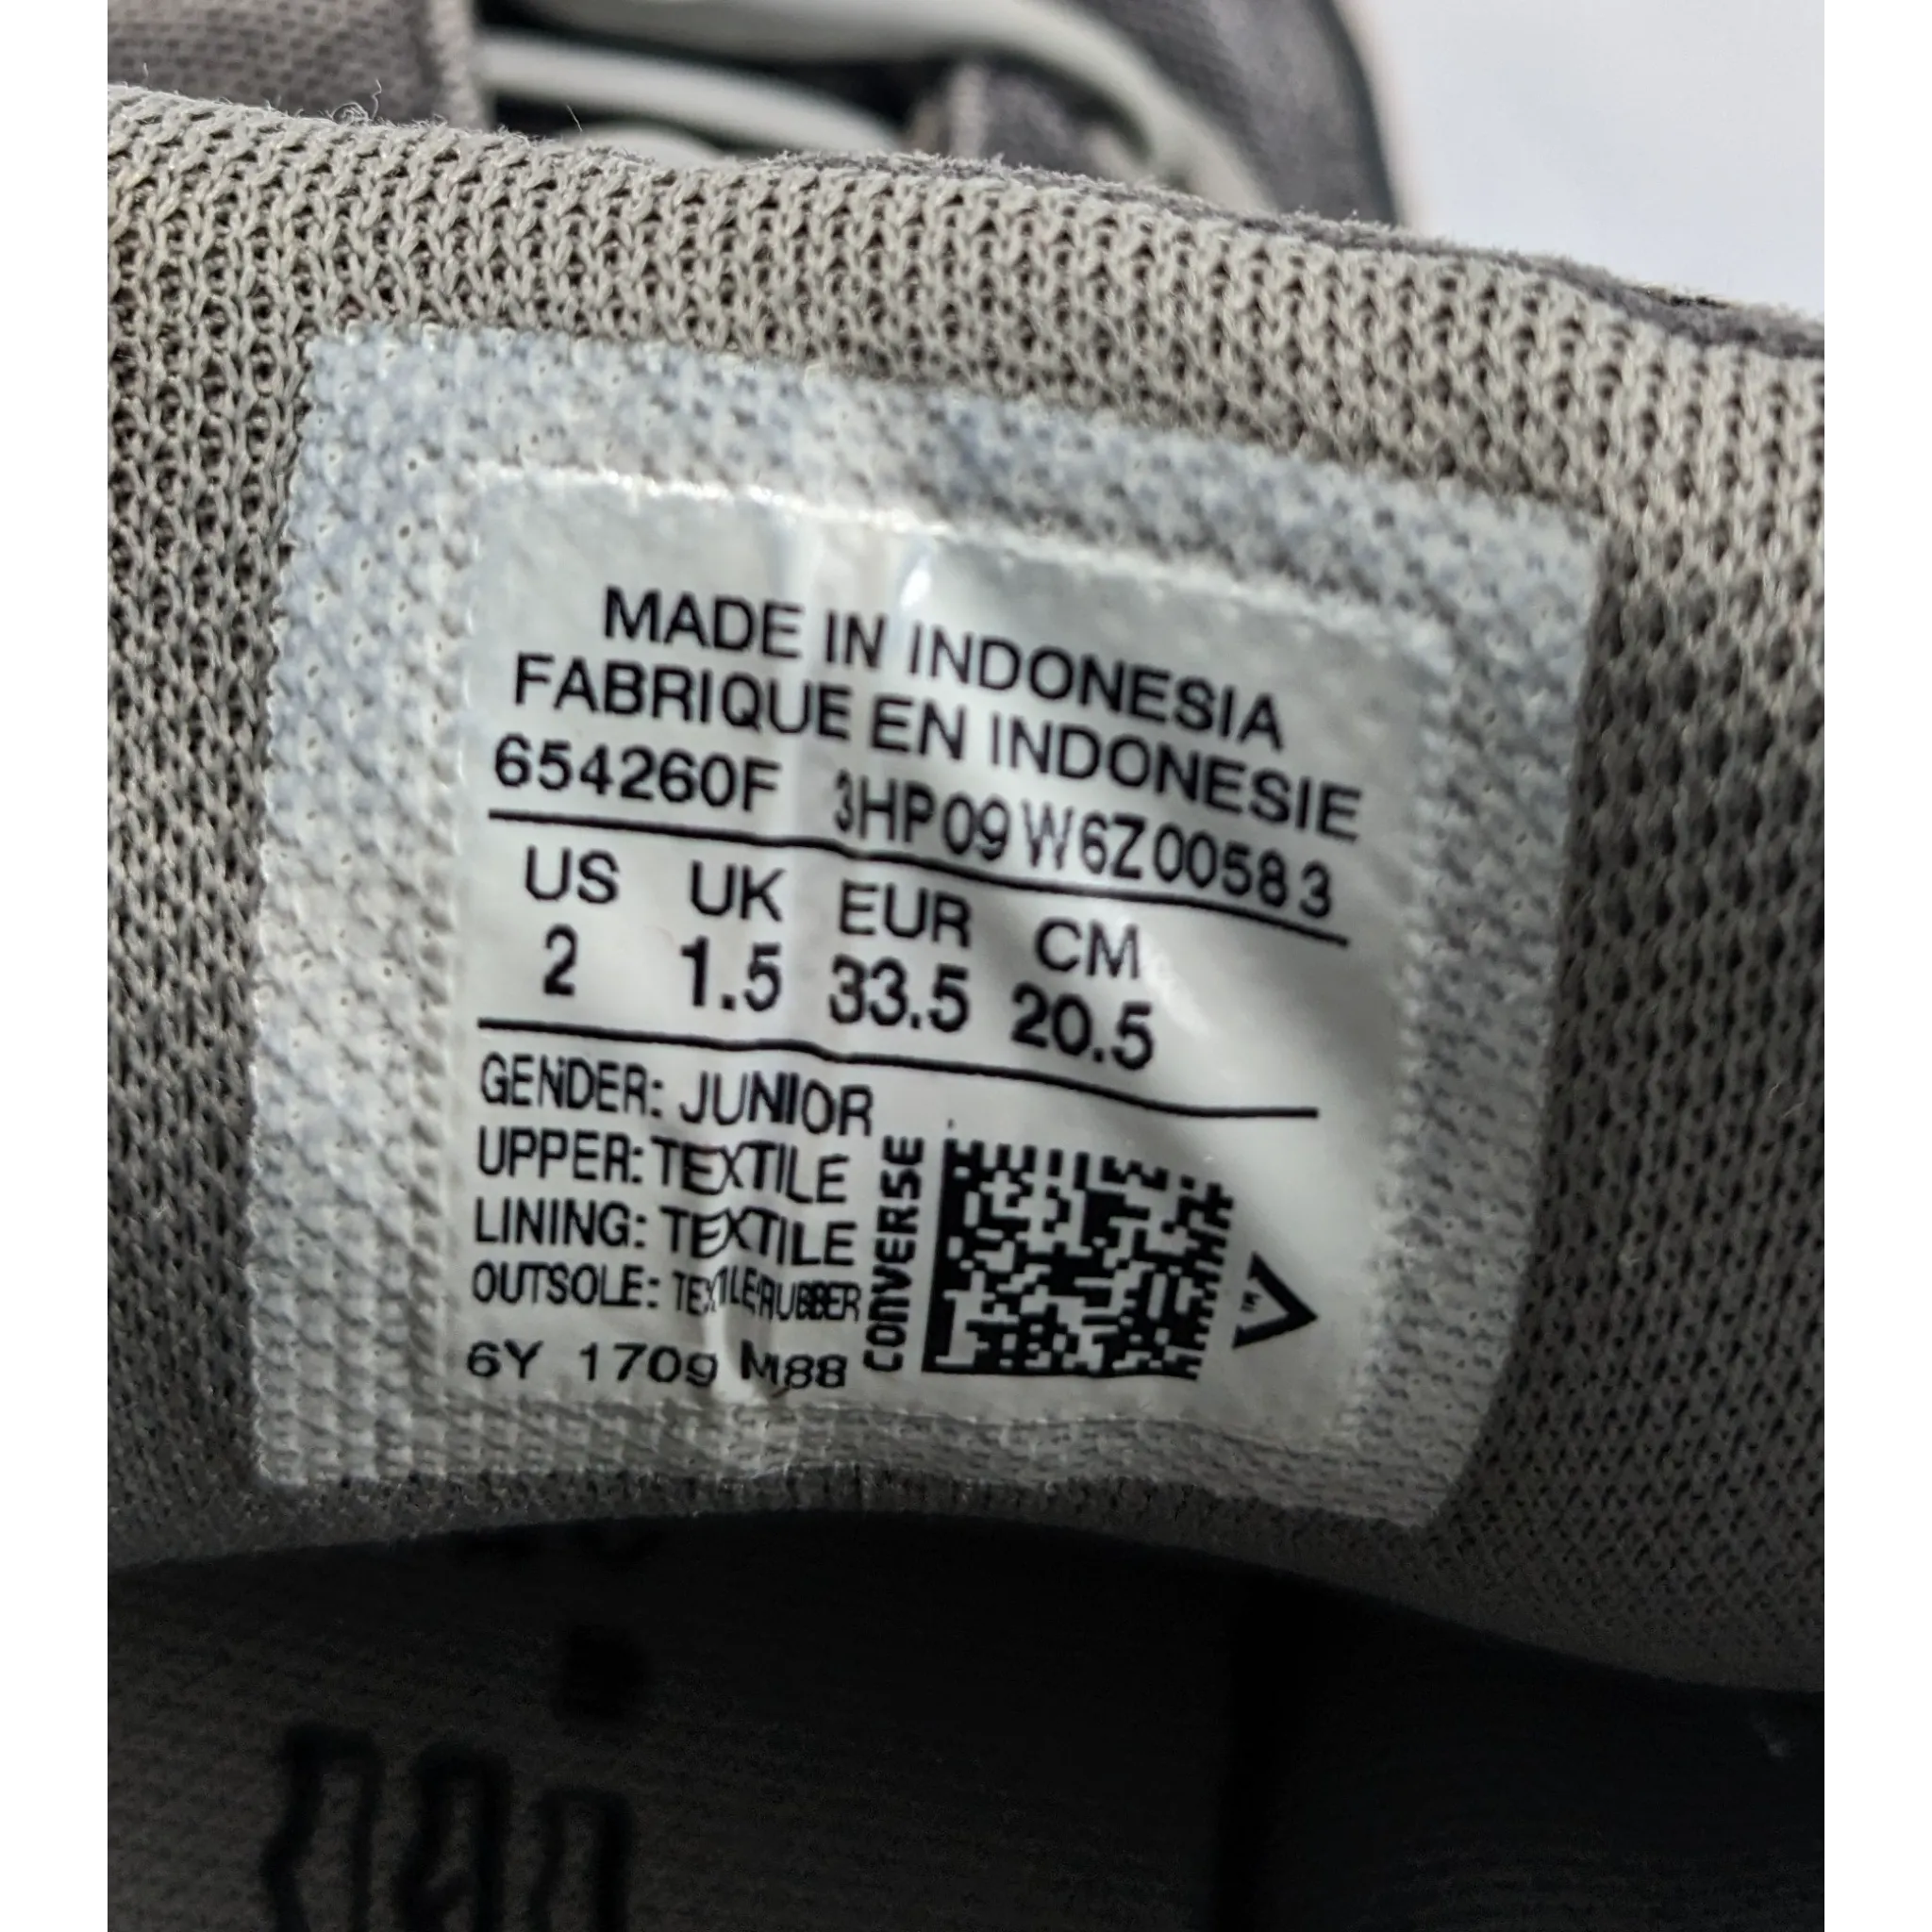 MADE IN INDONESIA
FABRIQUE EN INDONESIE
654260F 3HP09W6Z00583
US UK EUR CM
2 1.5 33.5 20.5
GENDER: JUNIOR
UPPER: TEXTILE
LINING: TEXTILE
OUTSOLE: TEXTILE/RUBBER
6Y 1709 M88
CONVERSE